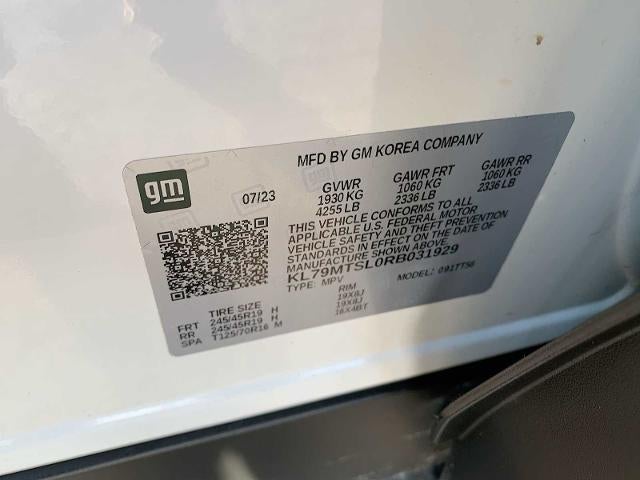 MFD BY GM KOREA COMPANY
gm
07/23
GVWR GAWR FRT GAWR RR
1930 KG 1060 KG 1060 KG
4255 LB 2336 LB 2336 LB
THIS VEHICLE CONFORMS TO ALL
APPLICABLE U.S. FEDERAL MOTOR
VEHICLE SAFETY AND THEFT PREVENTION
STANDARDS IN EFFECT ON THE DATE OF
MANUFACTURE SHOWN ABOVE.
KL79MTSL0RB031929
TYPE: MPV MODEL: 091TT56
TIRE SIZE RIM
FRT 245/45R19 H 19X8J
RR 245/45R19 H 19X8J
SPA T125/70R16 M 16X4BT